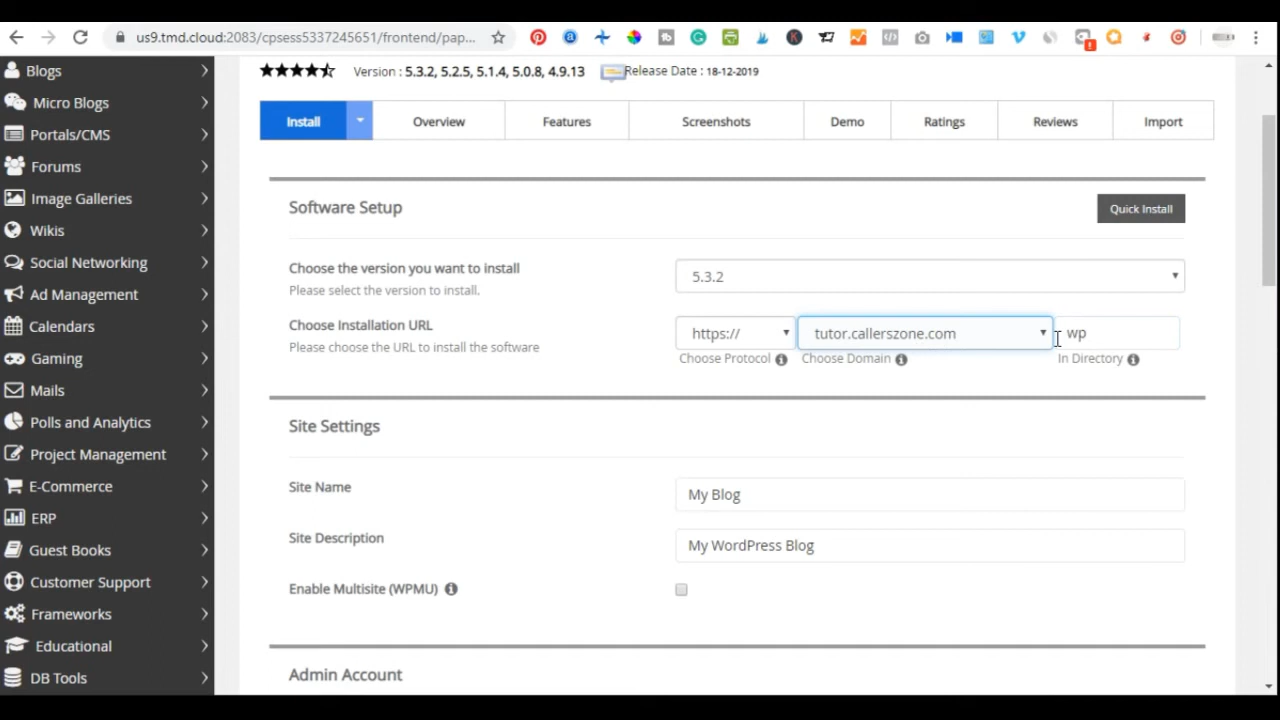 us9.tmd.cloud:2083/cpsess5337245651/frontend/pap...
Blogs
Micro Blogs
Portals/CMS
Forums
Image Galleries
Wikis
Social Networking
Ad Management
Calendars
Gaming
Mails
Polls and Analytics
Project Management
E-Commerce
ERP
Guest Books
Customer Support
Frameworks
Educational
DB Tools
Version : 5.3.2, 5.2.5, 5.1.4, 5.0.8, 4.9.13 Release Date : 18-12-2019
Install Overview Features Screenshots Demo Ratings Reviews Import
Software Setup
Quick Install
Choose the version you want to install
Please select the version to install.
5.3.2
Choose Installation URL
Please choose the URL to install the software
https:// tutor.callerszone.com wp
Choose Protocol Choose Domain In Directory
Site Settings
Site Name
My Blog
Site Description
My WordPress Blog
Enable Multisite (WPMU)
Admin Account